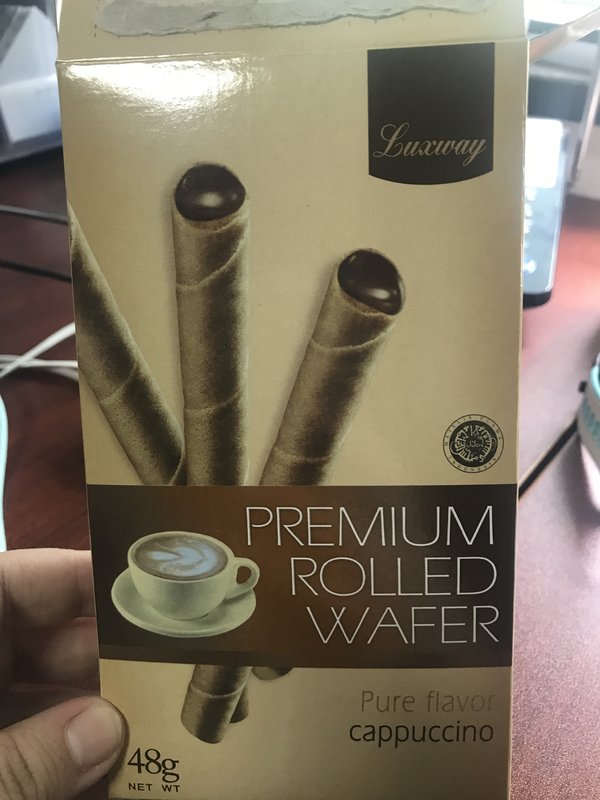 Luxway
PREMIUM
ROLLED
WAFER
Pure flavor
cappuccino
48g
NET WT